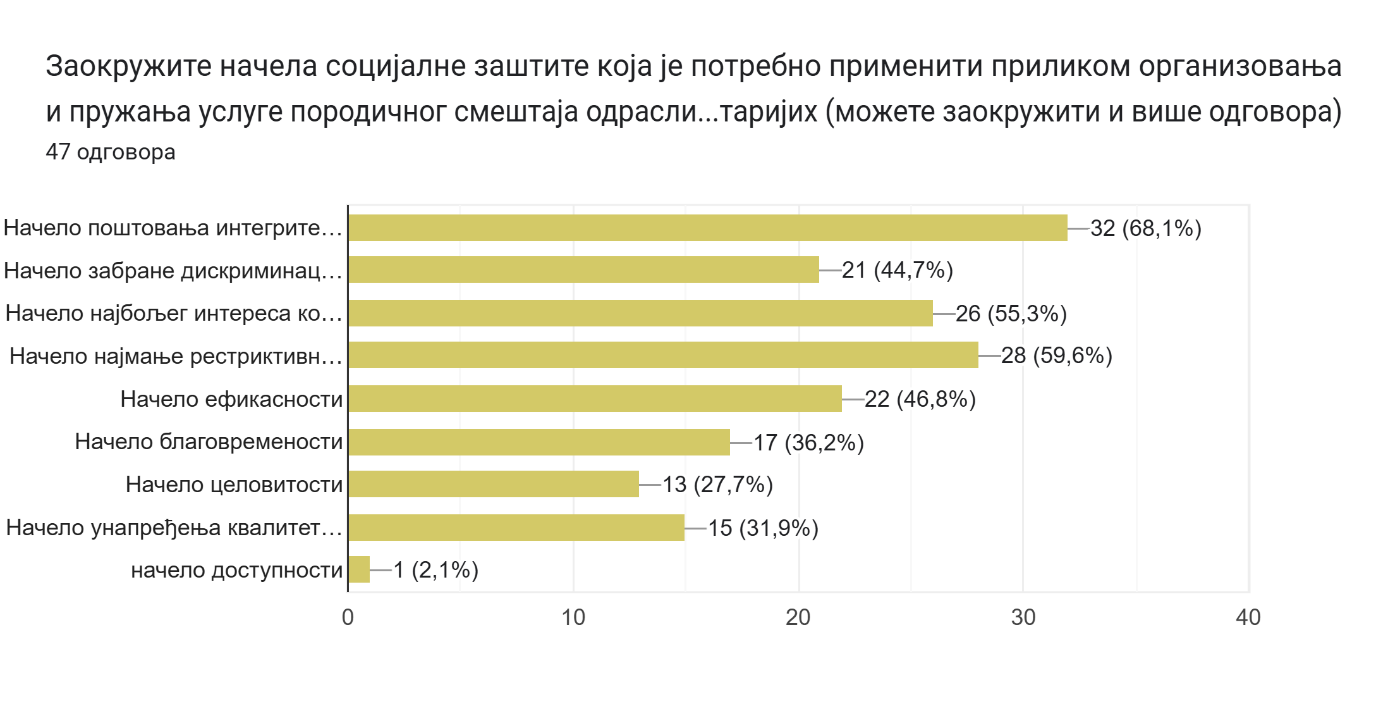 Заокружите начела социјалне заштите која је потребно применити приликом организовања
и пружања услуге породичног смештаја одрасли...таријих (можете заокружити и више одговора)
47 одговора
Начело поштовања интегрите… 32 (68,1%)
Начело забране дискриминац… 21 (44,7%)
Начело најбољег интереса ко… 26 (55,3%)
Начело најмање рестриктивн… 28 (59,6%)
Начело ефикасности 22 (46,8%)
Начело благовремености 17 (36,2%)
Начело целовитости 13 (27,7%)
Начело унапређења квалитет… 15 (31,9%)
начело доступности 1 (2,1%)
0 10 20 30 40